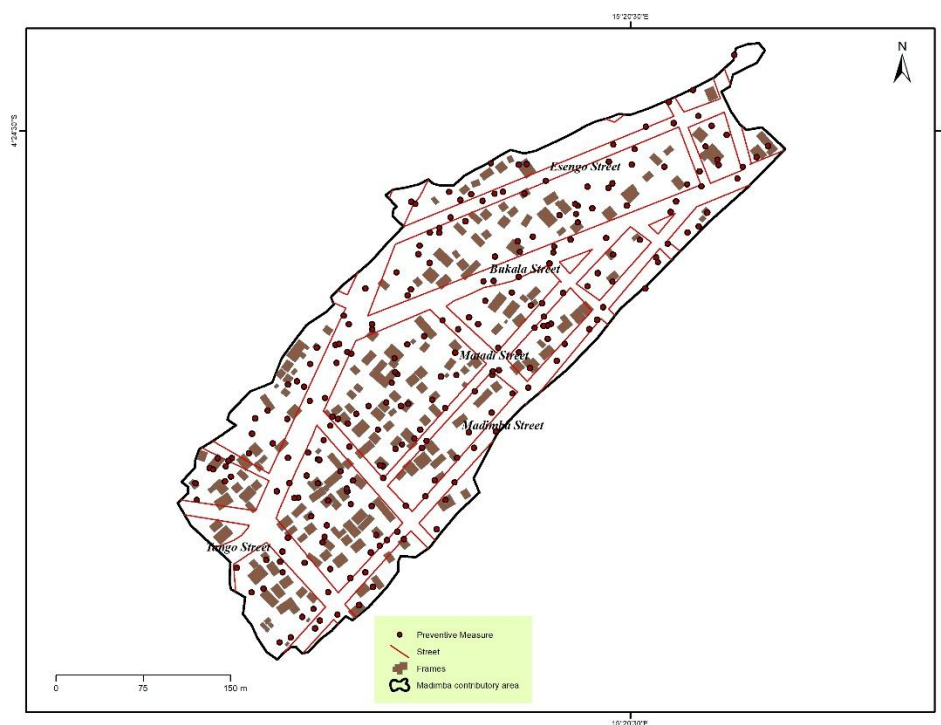 15°20'30"E
N
4°24'30"S
Esengo Street
Bukala Street
Matadi Street
Madimba Street
Tango Street
Preventive Measure
Street
Frames
Madimba contributory area
0 75 150 m
15°20'30"E